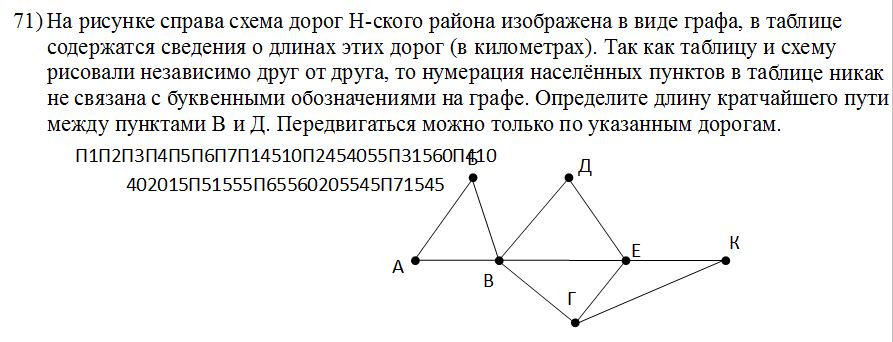 71) На рисунке справа схема дорог Н-ского района изображена в виде графа, в таблице
содержатся сведения о длинах этих дорог (в километрах). Так как таблицу и схему
рисовали независимо друг от друга, то нумерация населённых пунктов в таблице никак
не связана с буквенными обозначениями на графе. Определите длину кратчайшего пути
между пунктами В и Д. Передвигаться можно только по указанным дорогам.
П1П2П3П4П5П6П7П14510П2454055П31560П410
402015П51555П65560205545П71545
Б
Д
А
В
Е
К
Г